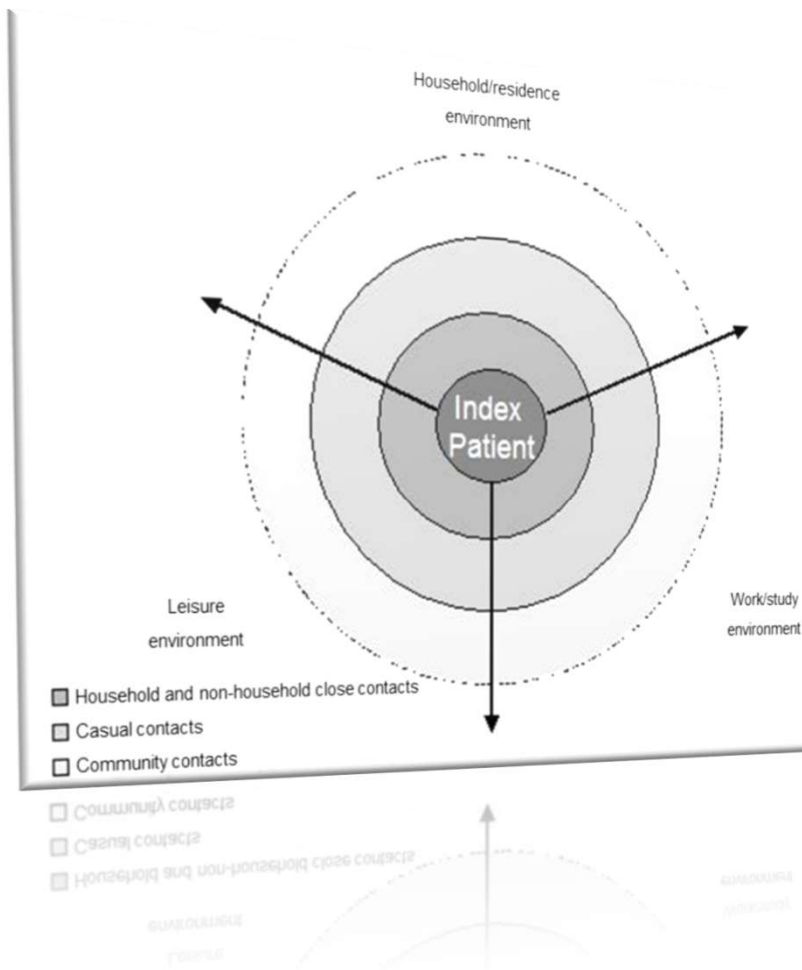 Household/residence
environment
Index
Patient
Leisure
environment
Work/study
environment
Household and non-household close contacts
Casual contacts
Community contacts